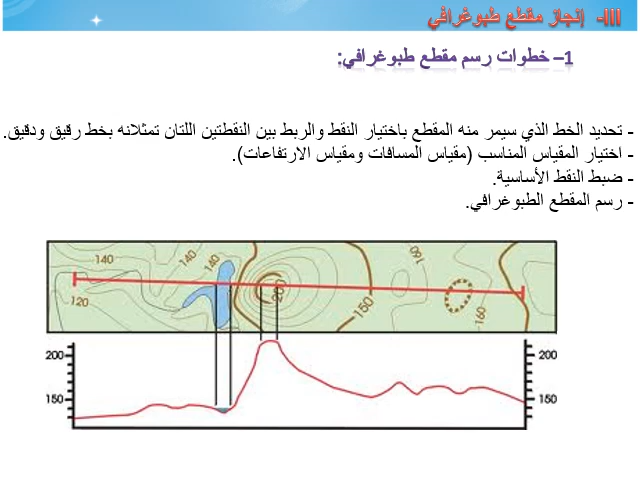 III- إنجاز مقطع طبوغرافي
1– خطوات رسم مقطع طبوغرافي:
- تحديد الخط الذي سيمر منه المقطع باختيار النقط والربط بين النقطتين اللتان تمثلانه بخط رقيق ودقيق.
- اختيار المقياس المناسب (مقياس المسافات ومقياس الارتفاعات).
- ضبط النقط الأساسية.
- رسم المقطع الطبوغرافي.
140 140 140 160
120 200 150 160
200 200
150 150